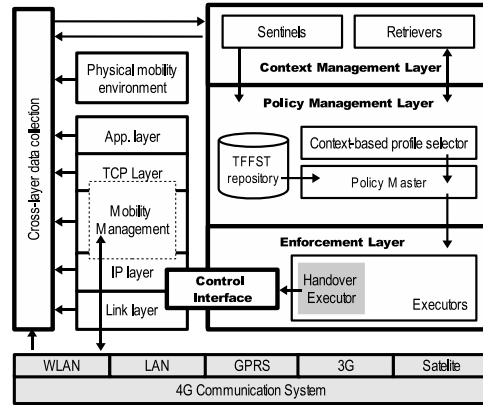 Cross-layer data collection
Physical mobility
environment
App. layer
TCP Layer
Mobility
Management
IP layer
Link layer
Sentinels
Retrievers
Context Management Layer
Policy Management Layer
TFFST
repository
Context-based profile selector
Policy Master
Enforcement Layer
Control
Interface
Handover
Executor
Executors
WLAN
LAN
GPRS
3G
Satelite
4G Communication System